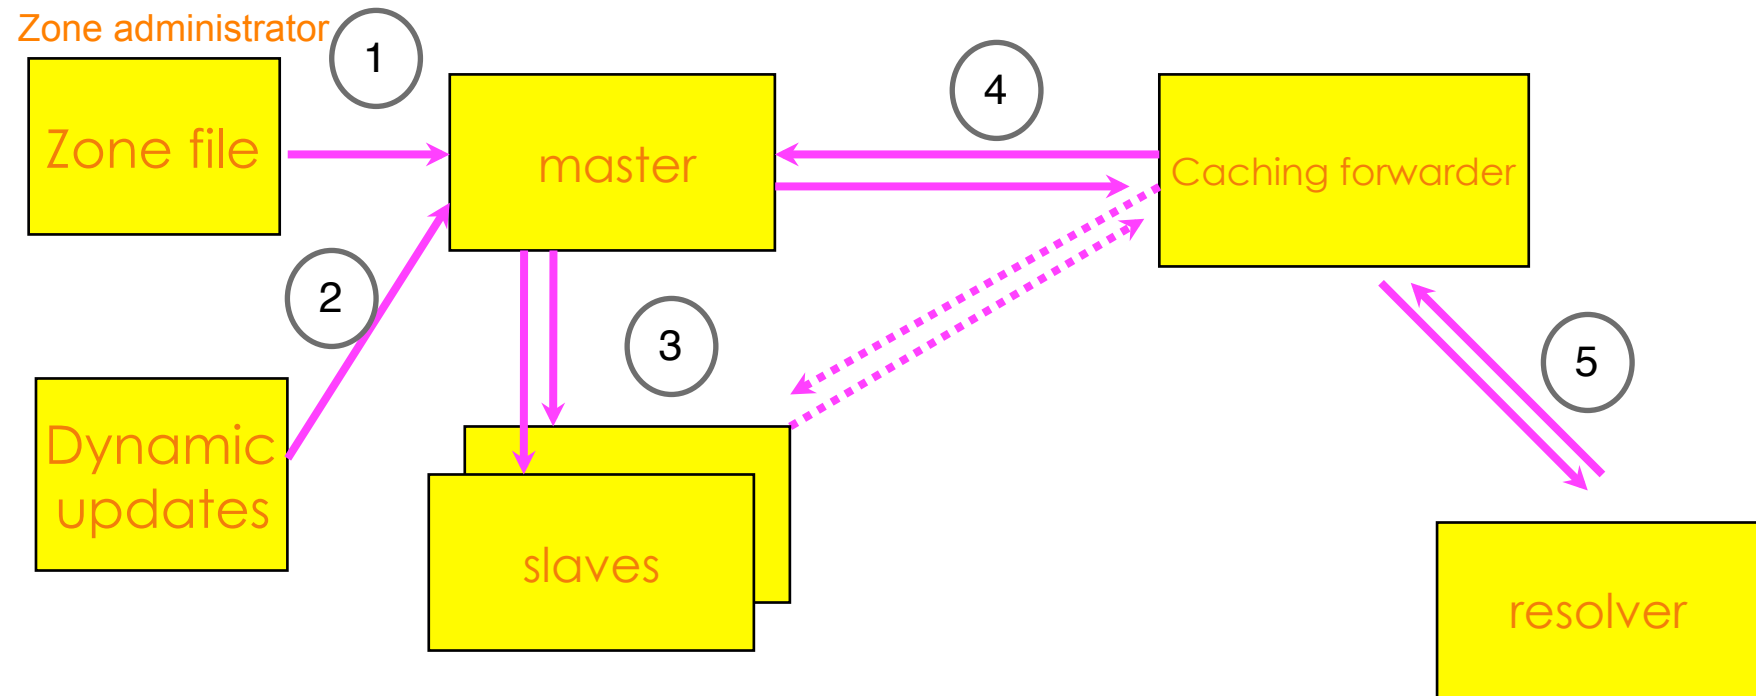 Zone administrator
1
Zone file
master
4
Caching forwarder
2
3
5
Dynamic
updates
slaves
resolver